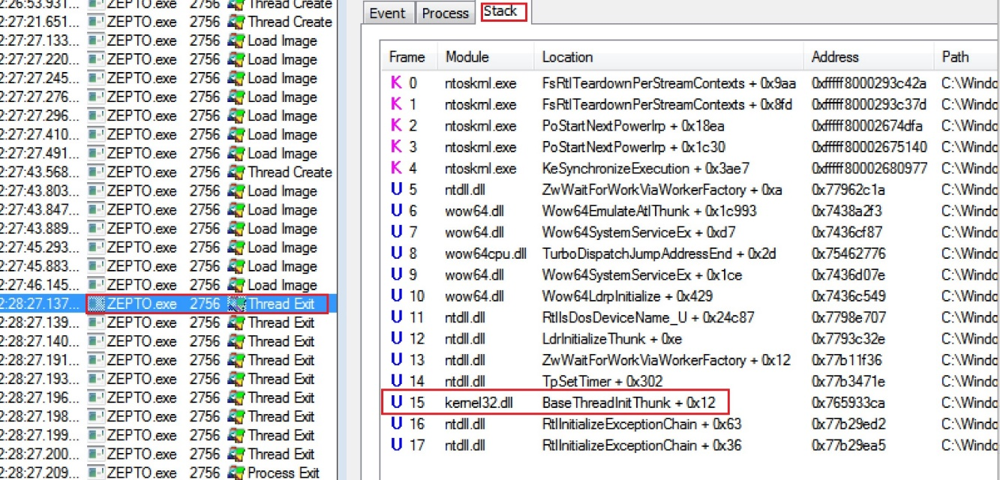 2:26:53.931... ZEPTO.exe 2756 Thread Create
2:27:21.651... ZEPTO.exe 2756 Thread Create
2:27:27.133... ZEPTO.exe 2756 Load Image
2:27:27.220... ZEPTO.exe 2756 Load Image
2:27:27.245... ZEPTO.exe 2756 Load Image
2:27:27.276... ZEPTO.exe 2756 Load Image
2:27:27.296... ZEPTO.exe 2756 Load Image
2:27:27.410... ZEPTO.exe 2756 Load Image
2:27:27.491... ZEPTO.exe 2756 Load Image
2:27:43.568... ZEPTO.exe 2756 Thread Create
2:27:43.803... ZEPTO.exe 2756 Load Image
2:27:43.847... ZEPTO.exe 2756 Load Image
2:27:43.889... ZEPTO.exe 2756 Load Image
2:27:45.293... ZEPTO.exe 2756 Load Image
2:27:45.883... ZEPTO.exe 2756 Load Image
2:27:46.145... ZEPTO.exe 2756 Load Image
2:28:27.137... ZEPTO.exe 2756 Thread Exit
2:28:27.139... ZEPTO.exe 2756 Thread Exit
2:28:27.140... ZEPTO.exe 2756 Thread Exit
2:28:27.191... ZEPTO.exe 2756 Thread Exit
2:28:27.193... ZEPTO.exe 2756 Thread Exit
2:28:27.196... ZEPTO.exe 2756 Thread Exit
2:28:27.198... ZEPTO.exe 2756 Thread Exit
2:28:27.199... ZEPTO.exe 2756 Thread Exit
2:28:27.200... ZEPTO.exe 2756 Thread Exit
2:28:27.209... ZEPTO.exe 2756 Process Exit
Event Process Stack
Frame Module Location Address Path
K 0 ntoskrnl.exe FsRtlTeardownPerStreamContexts + 0x9aa 0xfffff8000293c42a C:\Windo
K 1 ntoskrnl.exe FsRtlTeardownPerStreamContexts + 0x8fd 0xfffff8000293c37d C:\Windo
K 2 ntoskrnl.exe PoStartNextPowerIrp + 0x18ea 0xfffff80002674dfa C:\Windo
K 3 ntoskrnl.exe PoStartNextPowerIrp + 0x1c30 0xfffff80002675140 C:\Windo
K 4 ntoskrnl.exe KeSynchronizeExecution + 0x3ae7 0xfffff80002680977 C:\Windo
U 5 ntdll.dll ZwWaitForWorkViaWorkerFactory + 0xa 0x77962c1a C:\Windo
U 6 wow64.dll Wow64EmulateAtlThunk + 0x1c993 0x7438a2f3 C:\Windo
U 7 wow64.dll Wow64SystemServiceEx + 0xd7 0x7436cf87 C:\Windo
U 8 wow64cpu.dll TurboDispatchJumpAddressEnd + 0x2d 0x75462776 C:\Windo
U 9 wow64.dll Wow64SystemServiceEx + 0x1ce 0x7436d07e C:\Windo
U 10 wow64.dll Wow64LdrpInitialize + 0x429 0x7436c549 C:\Windo
U 11 ntdll.dll RtlIsDosDeviceName_U + 0x24c87 0x7798e707 C:\Windo
U 12 ntdll.dll LdrInitializeThunk + 0xe 0x7793c32e C:\Windo
U 13 ntdll.dll ZwWaitForWorkViaWorkerFactory + 0x12 0x77b11f36 C:\Windo
U 14 ntdll.dll TpSetTimer + 0x302 0x77b3471e C:\Windo
U 15 kernel32.dll BaseThreadInitThunk + 0x12 0x765933ca C:\Windo
U 16 ntdll.dll RtlInitializeExceptionChain + 0x63 0x77b29ed2 C:\Windo
U 17 ntdll.dll RtlInitializeExceptionChain + 0x36 0x77b29ea5 C:\Windo